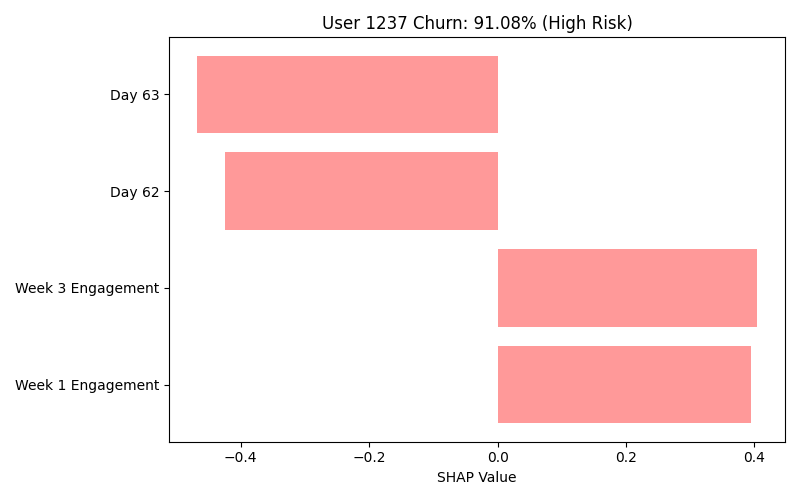 User 1237 Churn: 91.08% (High Risk)
Day 63
Day 62
Week 3 Engagement
Week 1 Engagement
−0.4 −0.2 0.0 0.2 0.4
SHAP Value